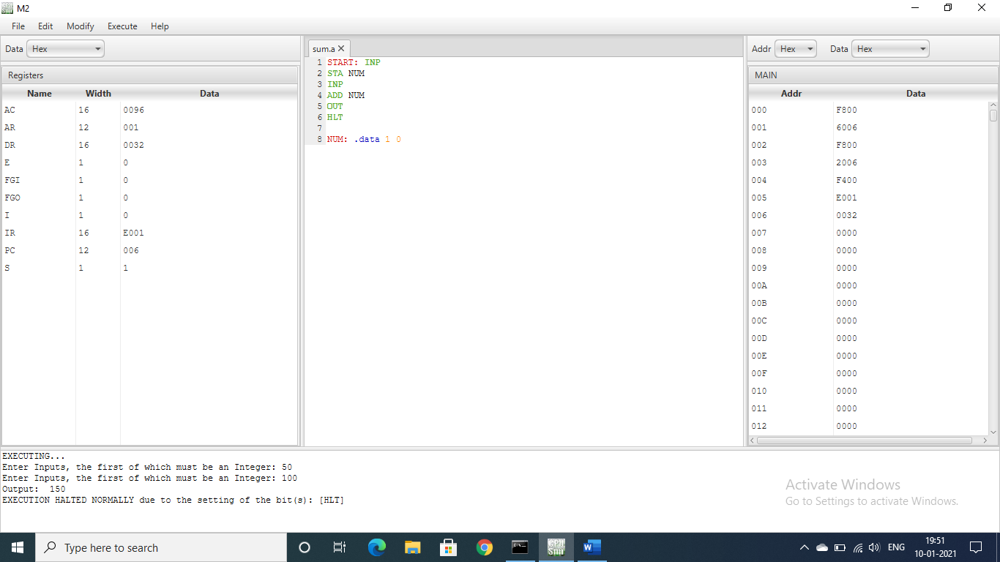 M2
File Edit Modify Execute Help
Data Hex
Registers
Name Width Data
AC 16 0096
AR 12 001
DR 16 0032
E 1 0
FGI 1 0
FGO 1 0
I 1 0
IR 16 E001
PC 12 006
S 1 1
sum.a
1 START: INP
2 STA NUM
3 INP
4 ADD NUM
5 OUT
6 HLT
7
8 NUM: .data 1 0
Addr Hex Data Hex
MAIN
Addr Data
000 F800
001 6006
002 F800
003 2006
004 F400
005 E001
006 0032
007 0000
008 0000
009 0000
00A 0000
00B 0000
00C 0000
00D 0000
00E 0000
00F 0000
010 0000
011 0000
012 0000
EXECUTING...
Enter Inputs, the first of which must be an Integer: 50
Enter Inputs, the first of which must be an Integer: 100
Output: 150
EXECUTION HALTED NORMALLY due to the setting of the bit(s): [HLT]
Activate Windows
Go to Settings to activate Windows.
Type here to search
ENG
19:51
10-01-2021